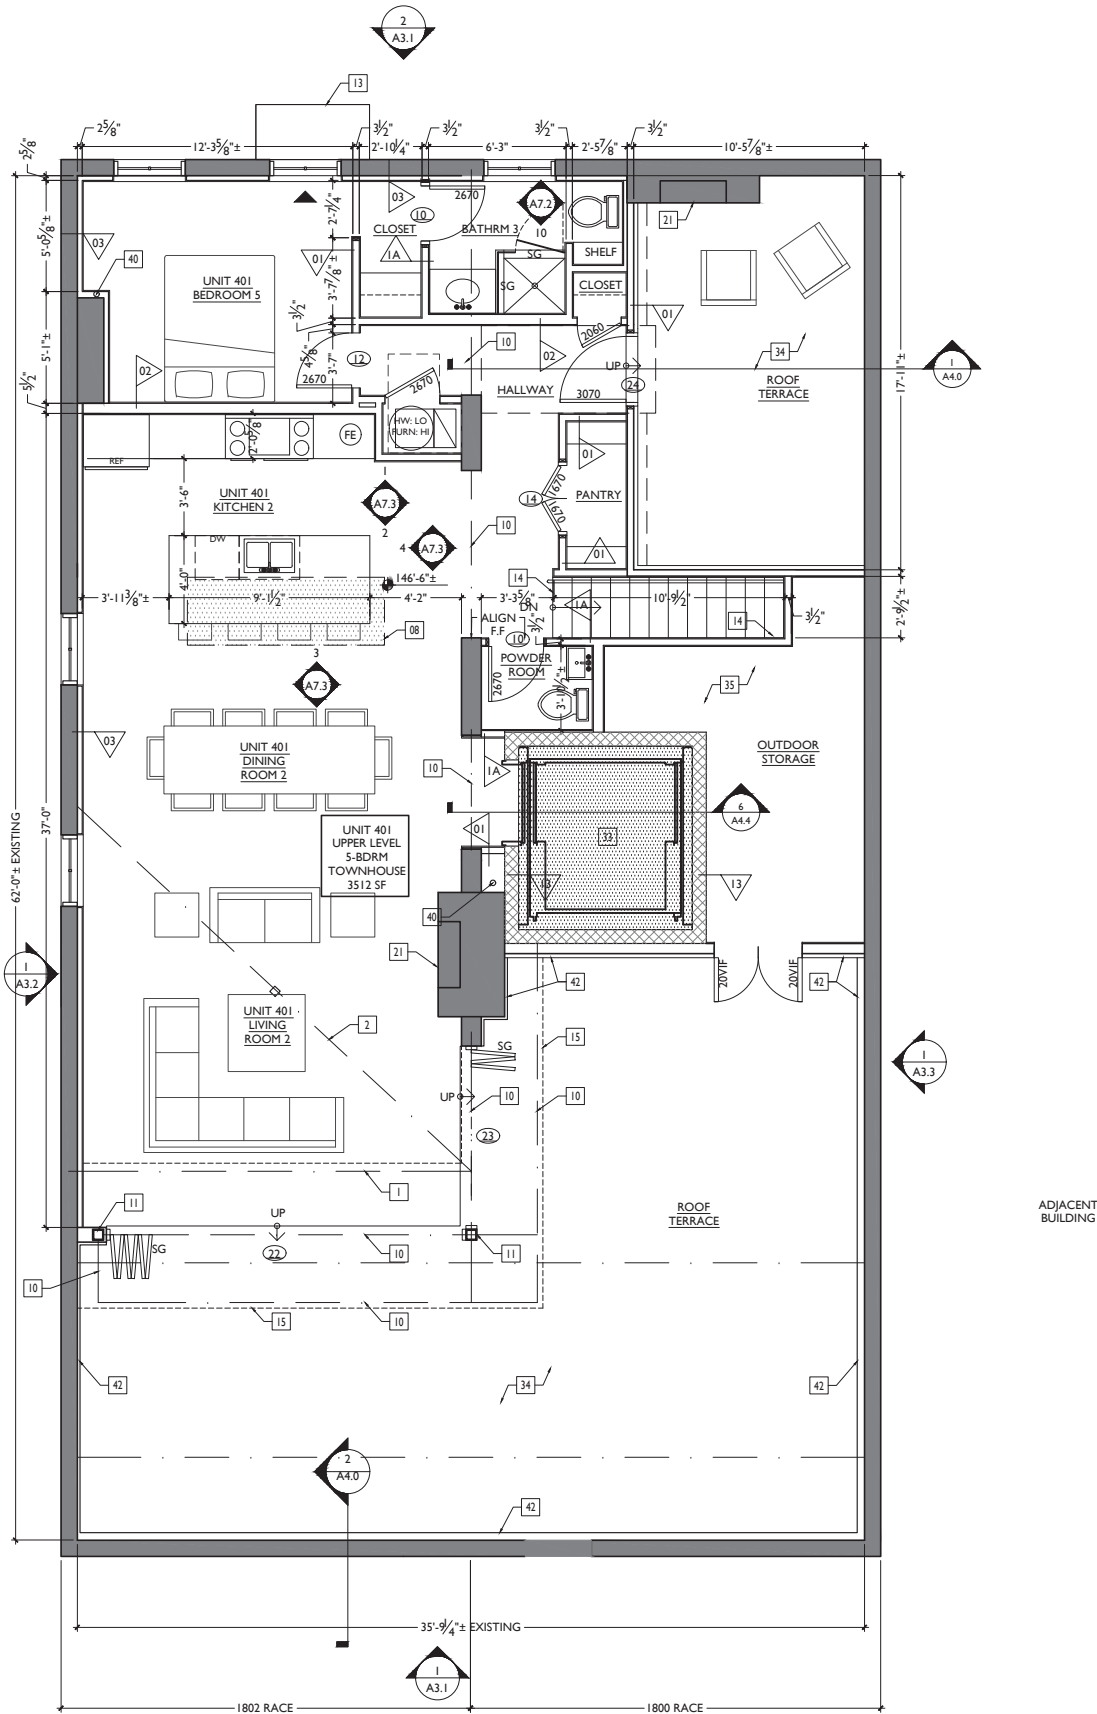 2
A3.1
13
2⅝"
12'-3⅝"±
3½"
2'-10¼"
3½"
6'-3"
3½"
2'-5⅞"
3½"
10'-5⅞"±
2⅝"
5'-0⅝"±
5'-1"±
5½"
03
40
UNIT 401
BEDROOM 5
02
01
2'-7¼"
3'-7⅞"±
3½"
4⅝"
3'-7"
2670
12
CLOSET
1A
03
10
2670
BATHRM 3
A7.2
10
SG
SG
SHELF
CLOSET
2060
21
01
34
ROOF
TERRACE
17'-11"±
1
A4.0
10
02
UP
24
HALLWAY
3070
2670
HW: LO
FURN: HI
REF
2'-0⅝"
FE
01
PANTRY
14
1670
1670
01
UNIT 401
KITCHEN 2
3'-6"
1
A7.3
2
4
A7.3
10
DW
146'-6"±
14
3'-11⅜"±
4'-0"
9'-1½"
4'-2"
3'-3⅝"
DN
1A
10'-9½"
3½"
2'-9½"±
14
08
ALIGN
F.F
10
3½"
POWDER
ROOM
2670
3'-10½"±
3
A7.3
35
OUTDOOR
STORAGE
03
UNIT 401
DINING
ROOM 2
10
1A
01
6
A4.4
UNIT 401
UPPER LEVEL
5-BDRM
TOWNHOUSE
3512 SF
33
13
13
62'-0"± EXISTING
37'-0"
40
21
42
20VIF
20VIF
42
1
A3.2
UNIT 401
LIVING
ROOM 2
2
SG
15
1
A3.3
UP
10
10
23
1
11
UP
22
SG
10
11
10
15
10
ROOF
TERRACE
ADJACENT
BUILDING
42
34
42
2
A4.0
42
35'-9¼"± EXISTING
1
A3.1
1802 RACE
1800 RACE